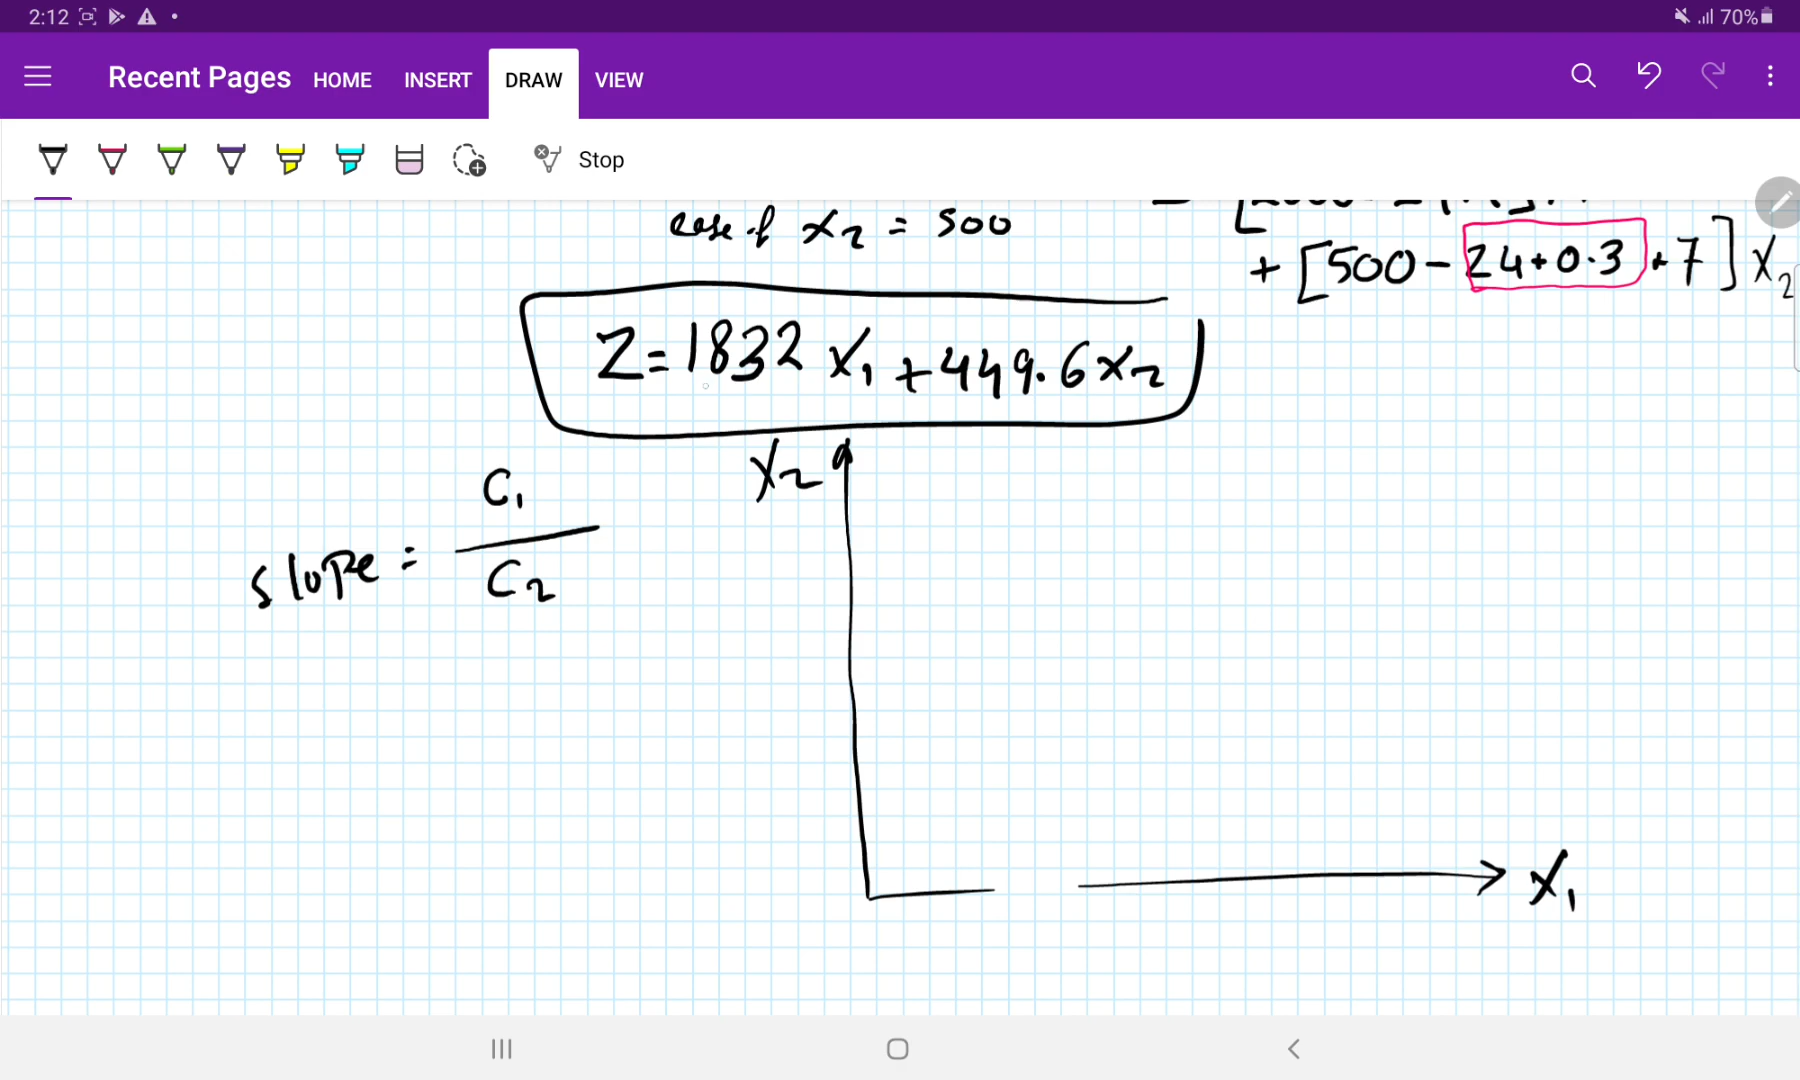 2:12
70%
Recent Pages HOME INSERT DRAW VIEW
Stop
case if x2 = 500
+ [500 - 24+0.3 + 7] X2
Z = 1832 X1 + 449.6 X2
X2
slope = C1 / C2
X1